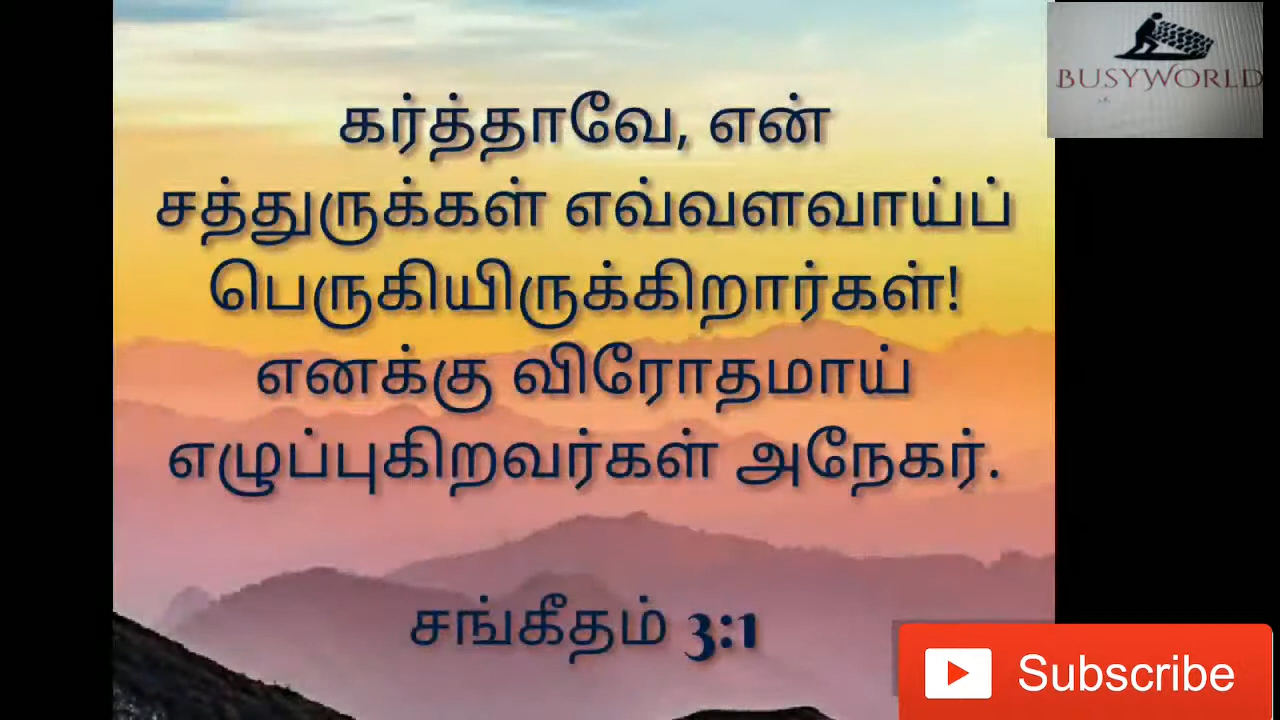 BUSYWORLD
கர்த்தாவே, என்
சத்துருக்கள் எவ்வளவாய்ப்
பெருகியிருக்கிறார்கள்!
எனக்கு விரோதமாய்
எழுப்புகிறவர்கள் அநேகர்.
சங்கீதம் 3:1
Subscribe